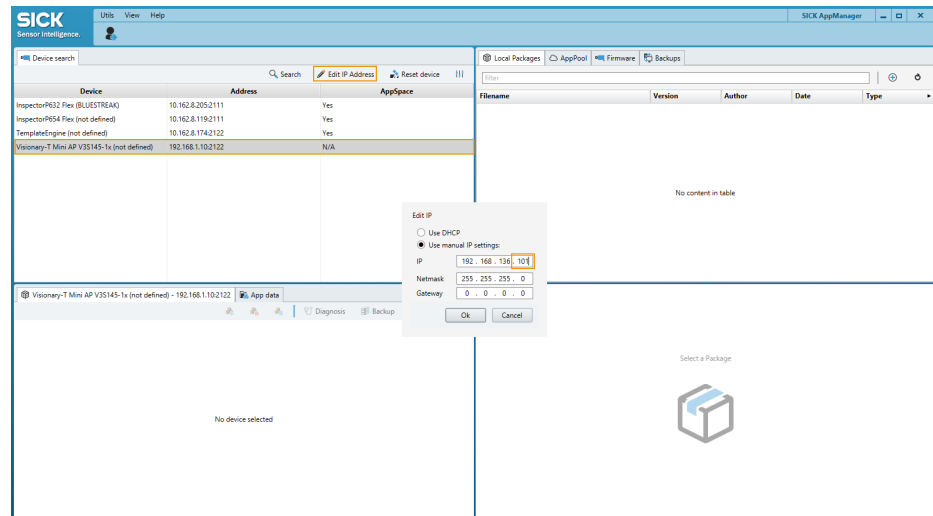 SICK
Sensor Intelligence.
Utils View Help
SICK AppManager
Device search
Search Edit IP Address Reset device
Device Address AppSpace
InspectorP632 Flex (BLUESTREAK) 10.162.8.205:2111 Yes
InspectorP654 Flex (not defined) 10.162.8.119:2111 Yes
TemplateEngine (not defined) 10.162.8.174:2122 Yes
Visionary-T Mini AP V3S145-1x (not defined) 192.168.1.10:2122 N/A
Local Packages AppPool Firmware Backups
Filter
Filename Version Author Date Type
No content in table
Edit IP
Use DHCP
Use manual IP settings:
IP 192 . 168 . 136 . 101
Netmask 255 . 255 . 255 . 0
Gateway 0 . 0 . 0 . 0
Ok Cancel
Visionary-T Mini AP V3S145-1x (not defined) - 192.168.1.10:2122 App data
Diagnosis Backup
No device selected
Select a Package